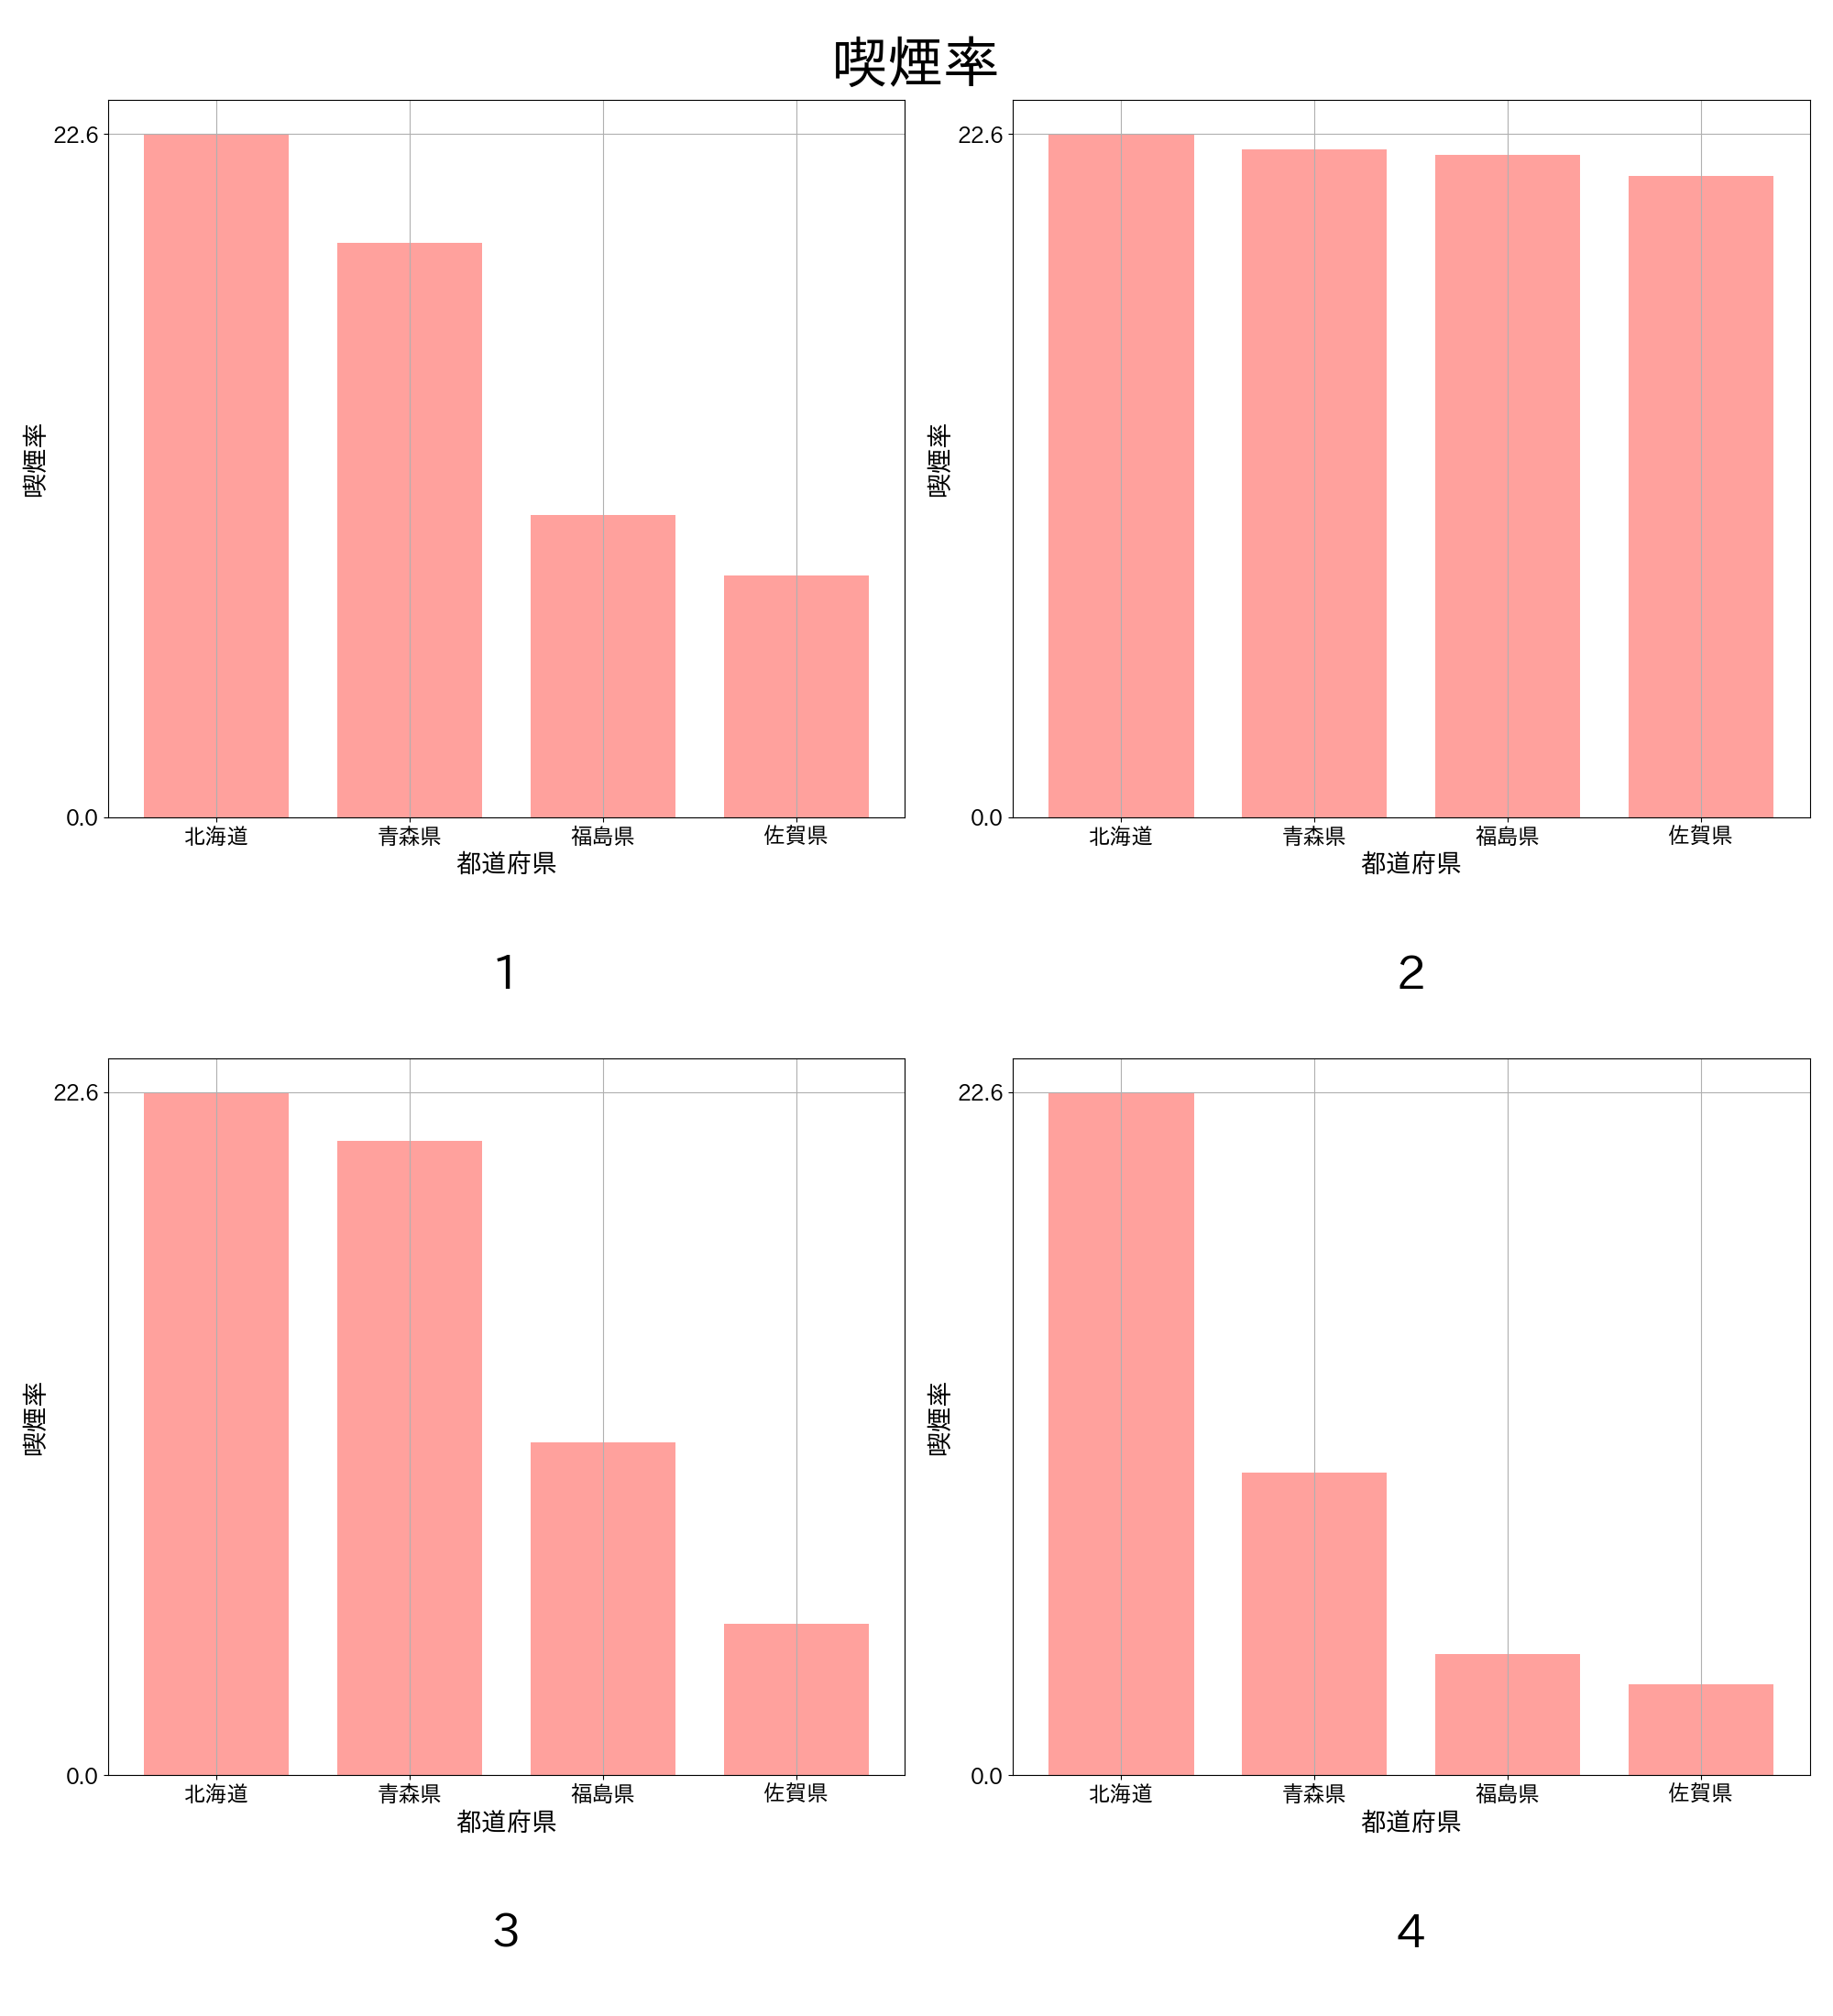 喫煙率
22.6
0.0
喫煙率
北海道 青森県 福島県 佐賀県
都道府県
1
22.6
0.0
喫煙率
北海道 青森県 福島県 佐賀県
都道府県
2
22.6
0.0
喫煙率
北海道 青森県 福島県 佐賀県
都道府県
3
22.6
0.0
喫煙率
北海道 青森県 福島県 佐賀県
都道府県
4